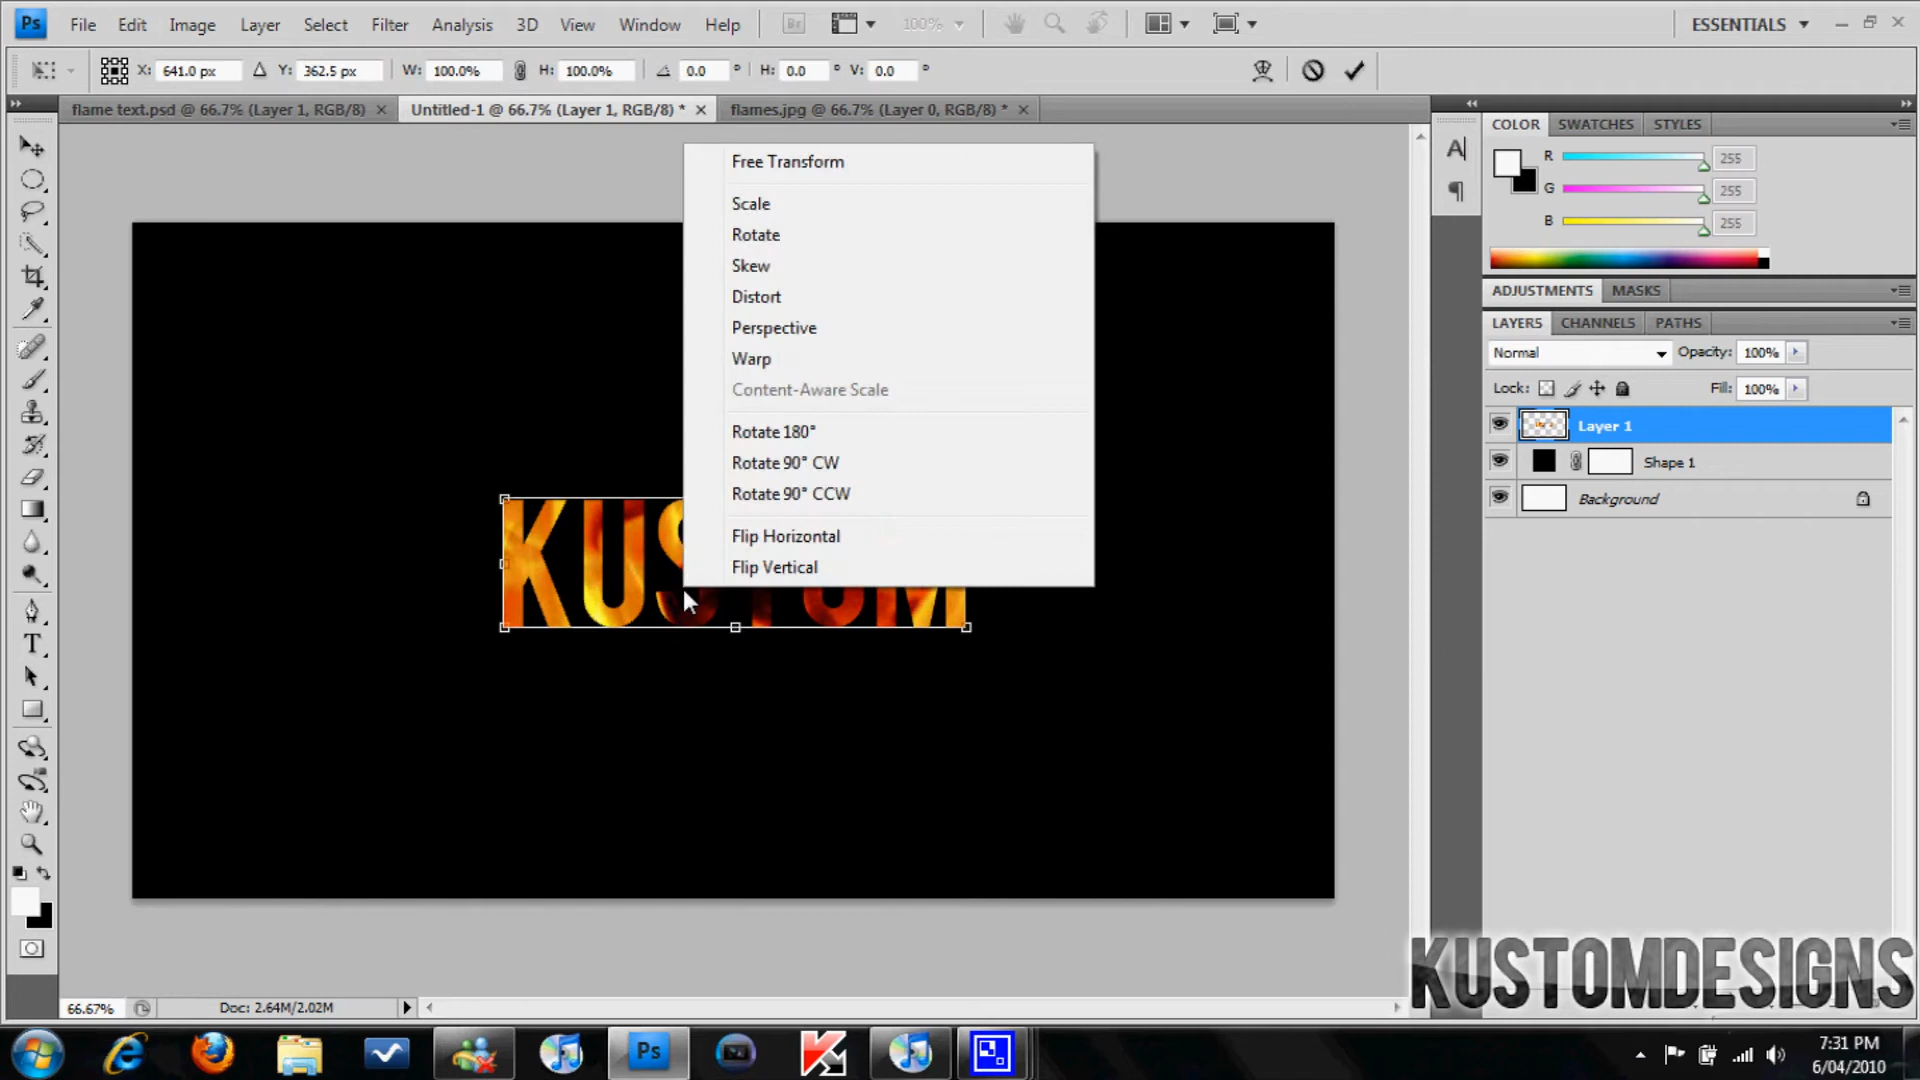 Ps File Edit Image Layer Select Filter Analysis 3D View Window Help Br 100% ESSENTIALS
X: 641.0 px Y: 362.5 px W: 100.0% H: 100.0% 0.0 ° H: 0.0 ° V: 0.0 °
flame text.psd @ 66.7% (Layer 1, RGB/8) Untitled-1 @ 66.7% (Layer 1, RGB/8) * flames.jpg @ 66.7% (Layer 0, RGB/8) *
COLOR SWATCHES STYLES
R 255
G 255
B 255
ADJUSTMENTS MASKS
LAYERS CHANNELS PATHS
Normal Opacity: 100%
Lock: Fill: 100%
Layer 1
Shape 1
Background
Free Transform
Scale
Rotate
Skew
Distort
Perspective
Warp
Content-Aware Scale
Rotate 180°
Rotate 90° CW
Rotate 90° CCW
Flip Horizontal
Flip Vertical
KUSTOM
KUSTOMDESIGNS
66.67% Doc: 2.64M/2.02M
Ps
7:31 PM
6/04/2010